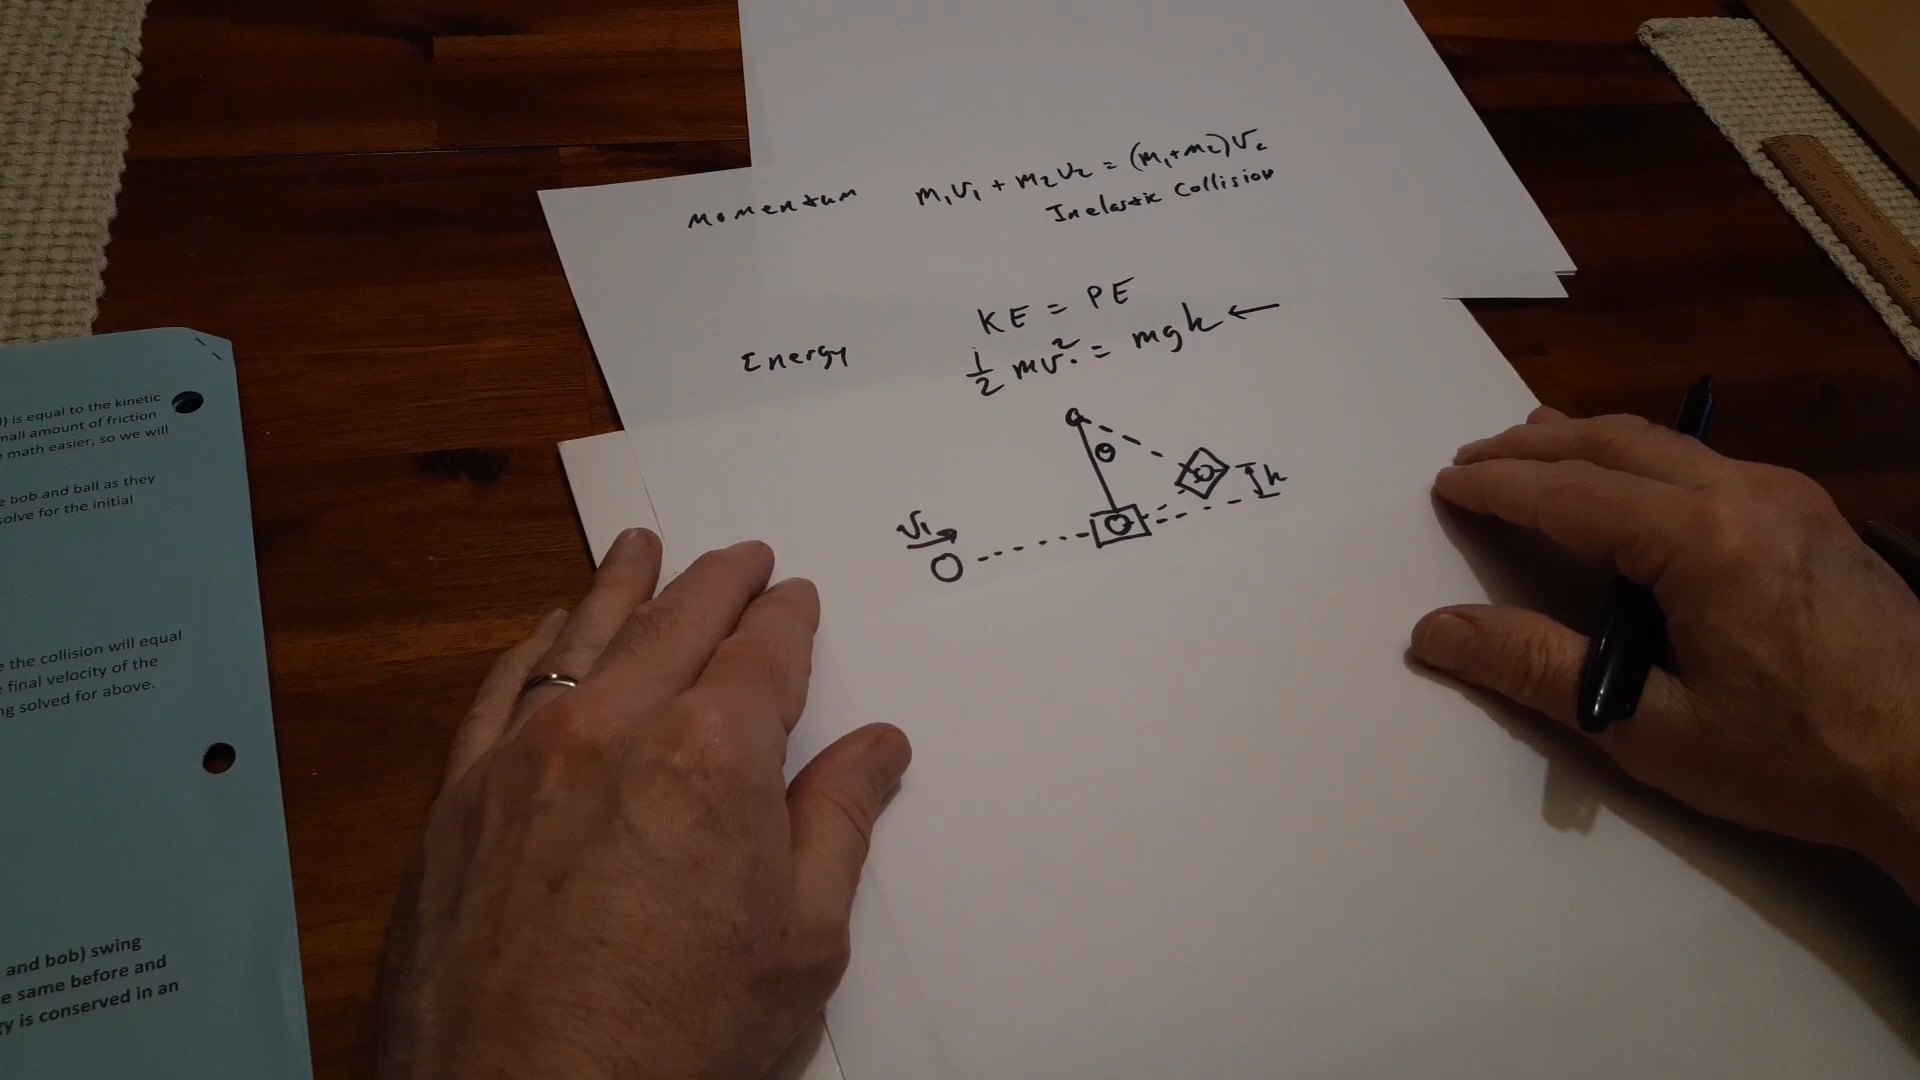 momentum m₁v₁ + m₂v₂ = (m₁+m₂)v
Inelastic Collision
KE = PE
Energy ½ mv² = mgh ←
θ
h
v₁
) is equal to the kinetic
mall amount of friction
math easier, so we will
bob and ball as they
solve for the initial
the collision will equal
final velocity of the
ng solved for above.
and bob) swing
e same before and
gy is conserved in an